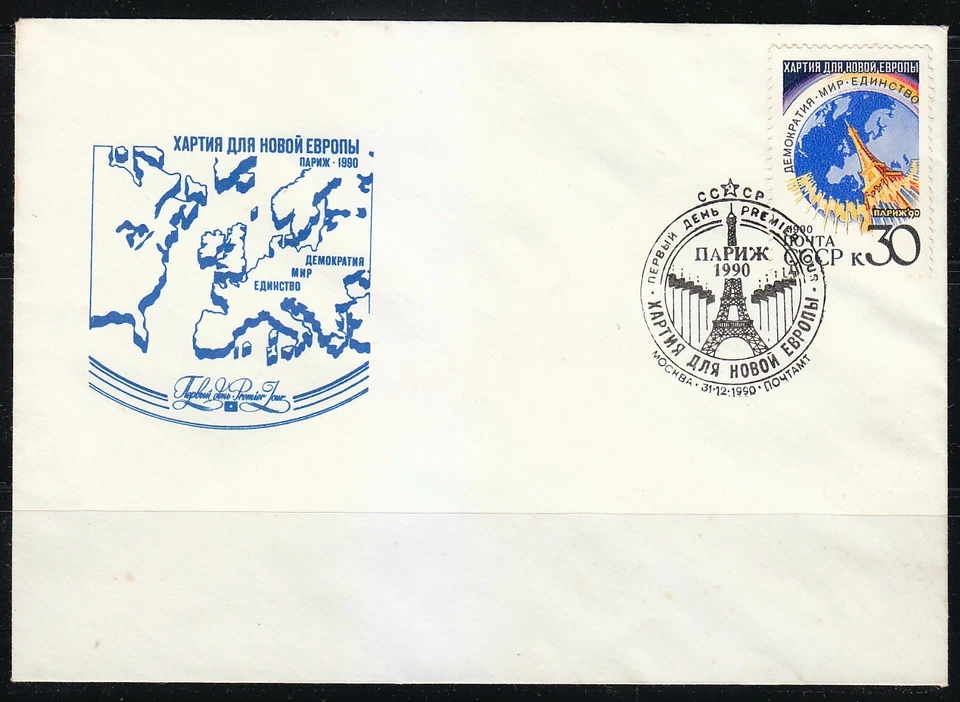 ХАРТИЯ ДЛЯ НОВОЙ ЕВРОПЫ
ПАРИЖ · 1990
ДЕМОКРАТИЯ
МИР
ЕДИНСТВО
Первый день Premier Jour
ХАРТИЯ ДЛЯ НОВОЙ ЕВРОПЫ
ДЕМОКРАТИЯ · МИР · ЕДИНСТВО
ПАРИЖ'90
1990
ПОЧТА
СССР К30
СССР
ПЕРВЫЙ ДЕНЬ PREMIER JOUR
ПАРИЖ
1990
· ХАРТИЯ ДЛЯ НОВОЙ ЕВРОПЫ ·
МОСКВА · 31·12·1990 · ПОЧТАМТ